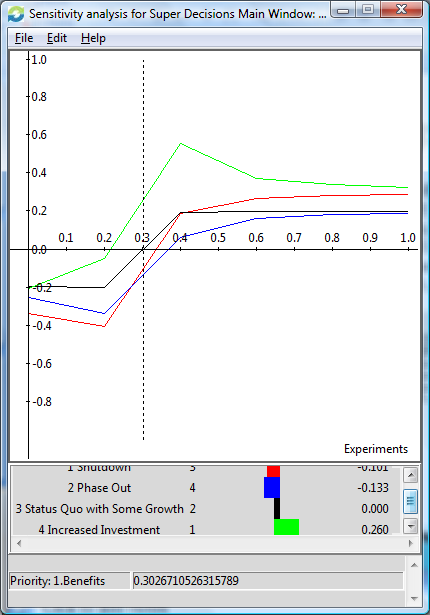 Sensitivity analysis for Super Decisions Main Window: ...
File Edit Help
1.0
0.8
0.6
0.4
0.2
0.0 0.1 0.2 0.3 0.4 0.5 0.6 0.7 0.8 0.9 1.0
-0.2
-0.4
-0.6
-0.8
Experiments
1 Shutdown 3 -0.101
2 Phase Out 4 -0.133
3 Status Quo with Some Growth 2 0.000
4 Increased Investment 1 0.260
Priority: 1.Benefits 0.3026710526315789